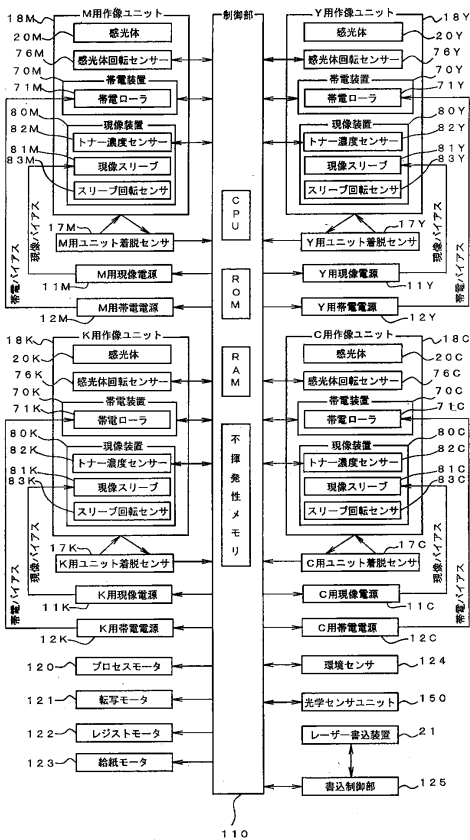 18M
M用作像ユニット
20M
感光体
76M
感光体回転センサー
70M
帯電装置
71M
帯電ローラ
80M
現像装置
82M
トナー濃度センサー
81M
現像スリーブ
83M
スリーブ回転センサ
17M
M用ユニット着脱センサ
M用現像電源
11M
M用帯電電源
12M
帯電バイアス
現像バイアス
制御部
CPU
ROM
RAM
不揮発性メモリ
110
Y用作像ユニット
18Y
感光体
20Y
感光体回転センサー
76Y
帯電装置
70Y
帯電ローラ
71Y
現像装置
80Y
トナー濃度センサー
82Y
現像スリーブ
81Y
スリーブ回転センサ
83Y
17Y
Y用ユニット着脱センサ
Y用現像電源
11Y
Y用帯電電源
12Y
現像バイアス
帯電バイアス
18K
K用作像ユニット
20K
感光体
76K
感光体回転センサー
70K
帯電装置
71K
帯電ローラ
80K
現像装置
82K
トナー濃度センサー
81K
現像スリーブ
83K
スリーブ回転センサ
17K
K用ユニット着脱センサ
K用現像電源
11K
K用帯電電源
12K
帯電バイアス
現像バイアス
C用作像ユニット
18C
感光体
20C
感光体回転センサー
76C
帯電装置
70C
帯電ローラ
71C
現像装置
80C
トナー濃度センサー
82C
現像スリーブ
81C
スリーブ回転センサ
83C
17C
C用ユニット着脱センサ
C用現像電源
11C
C用帯電電源
12C
現像バイアス
帯電バイアス
120
プロセスモータ
121
転写モータ
122
レジストモータ
123
給紙モータ
環境センサ
124
光学センサユニット
150
レーザー書込装置
21
書込制御部
125